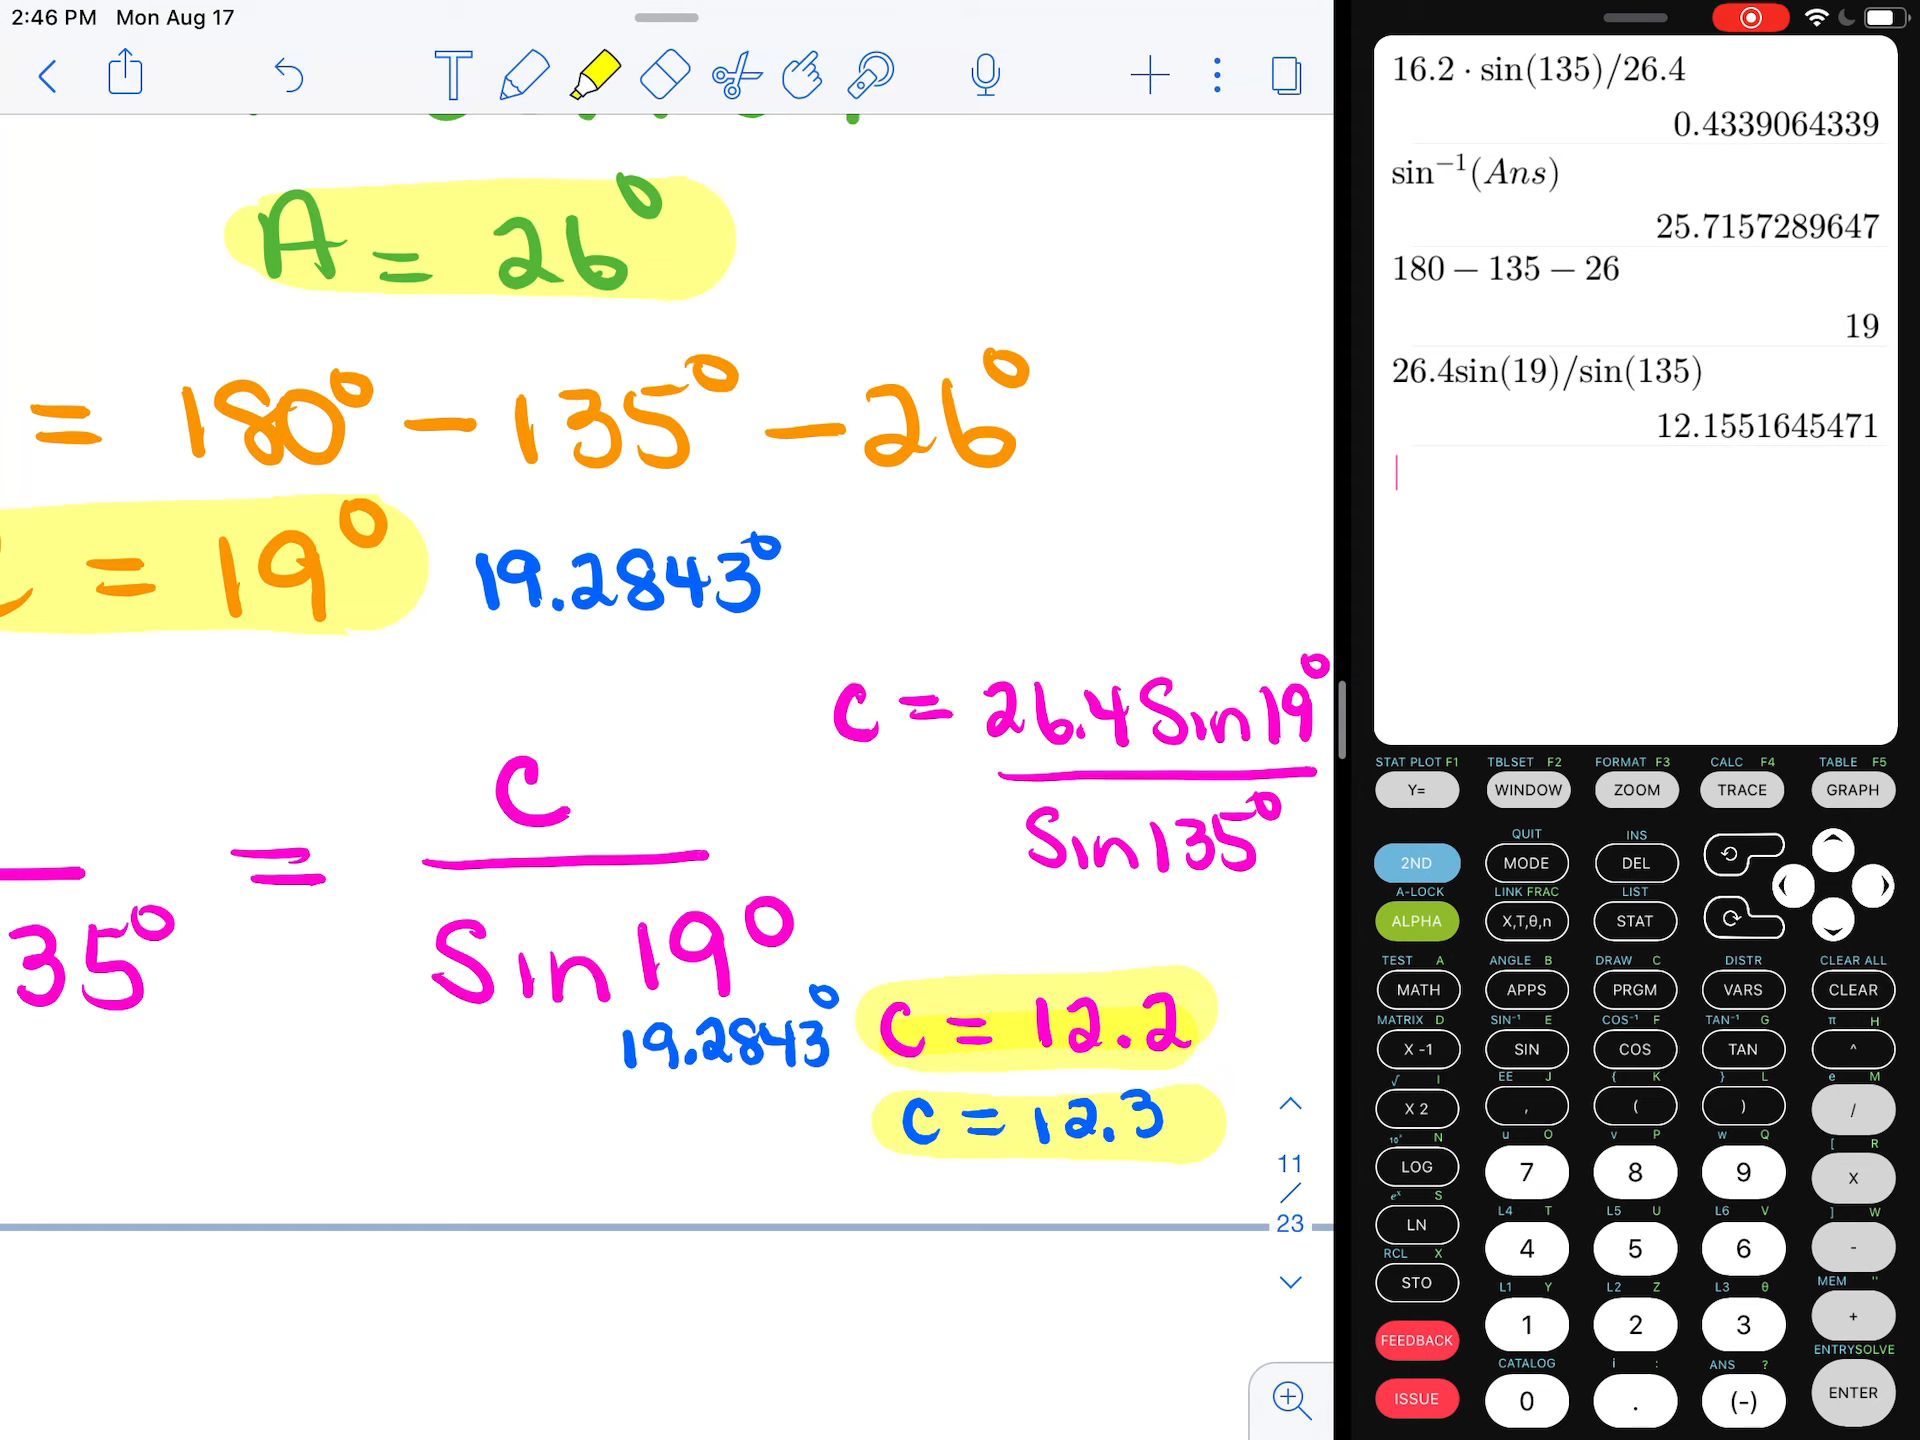 2:46 PM Mon Aug 17
A = 26°
= 180° - 135° - 26°
= 19° 19.2843°
c = 26.4 Sin 19°
Sin 135°
c
=
35° Sin 19°
19.2843°
c = 12.2
c = 12.3
11
/
23
16.2 · sin(135)/26.4
0.4339064339
sin⁻¹(Ans)
25.7157289647
180 − 135 − 26
19
26.4sin(19)/sin(135)
12.1551645471
STAT PLOT F1 TBLSET F2 FORMAT F3 CALC F4 TABLE F5
Y= WINDOW ZOOM TRACE GRAPH
QUIT INS
2ND MODE DEL
A-LOCK LINK FRAC LIST
ALPHA X,T,θ,n STAT
TEST A ANGLE B DRAW C DISTR CLEAR ALL
MATH APPS PRGM VARS CLEAR
MATRIX D SIN⁻¹ E COS⁻¹ F TAN⁻¹ G π H
X -1 SIN COS TAN ^
√ I EE J { K } L e M
X 2 , ( ) /
10ˣ N u O v P w Q [ R
LOG 7 8 9 X
eˣ S L4 T L5 U L6 V ] W
LN 4 5 6 -
RCL X L1 Y L2 Z L3 θ MEM "
STO 1 2 3 +
FEEDBACK CATALOG i : ANS ? ENTRY SOLVE
ISSUE 0 . (-) ENTER